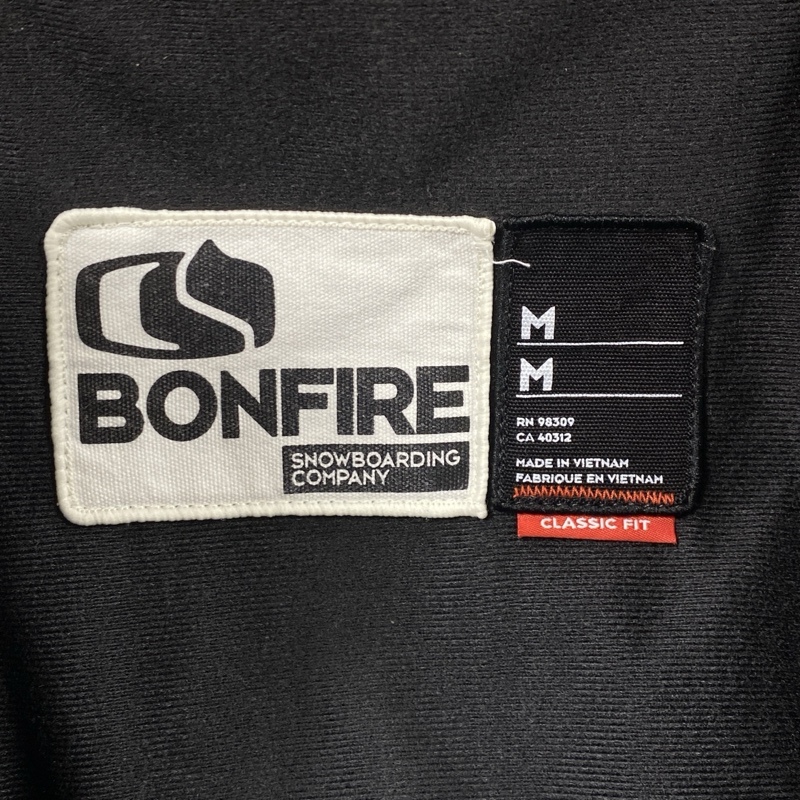 BONFIRE
SNOWBOARDING
COMPANY
M
M
RN 98309
CA 40312
MADE IN VIETNAM
FABRIQUE EN VIETNAM
CLASSIC FIT